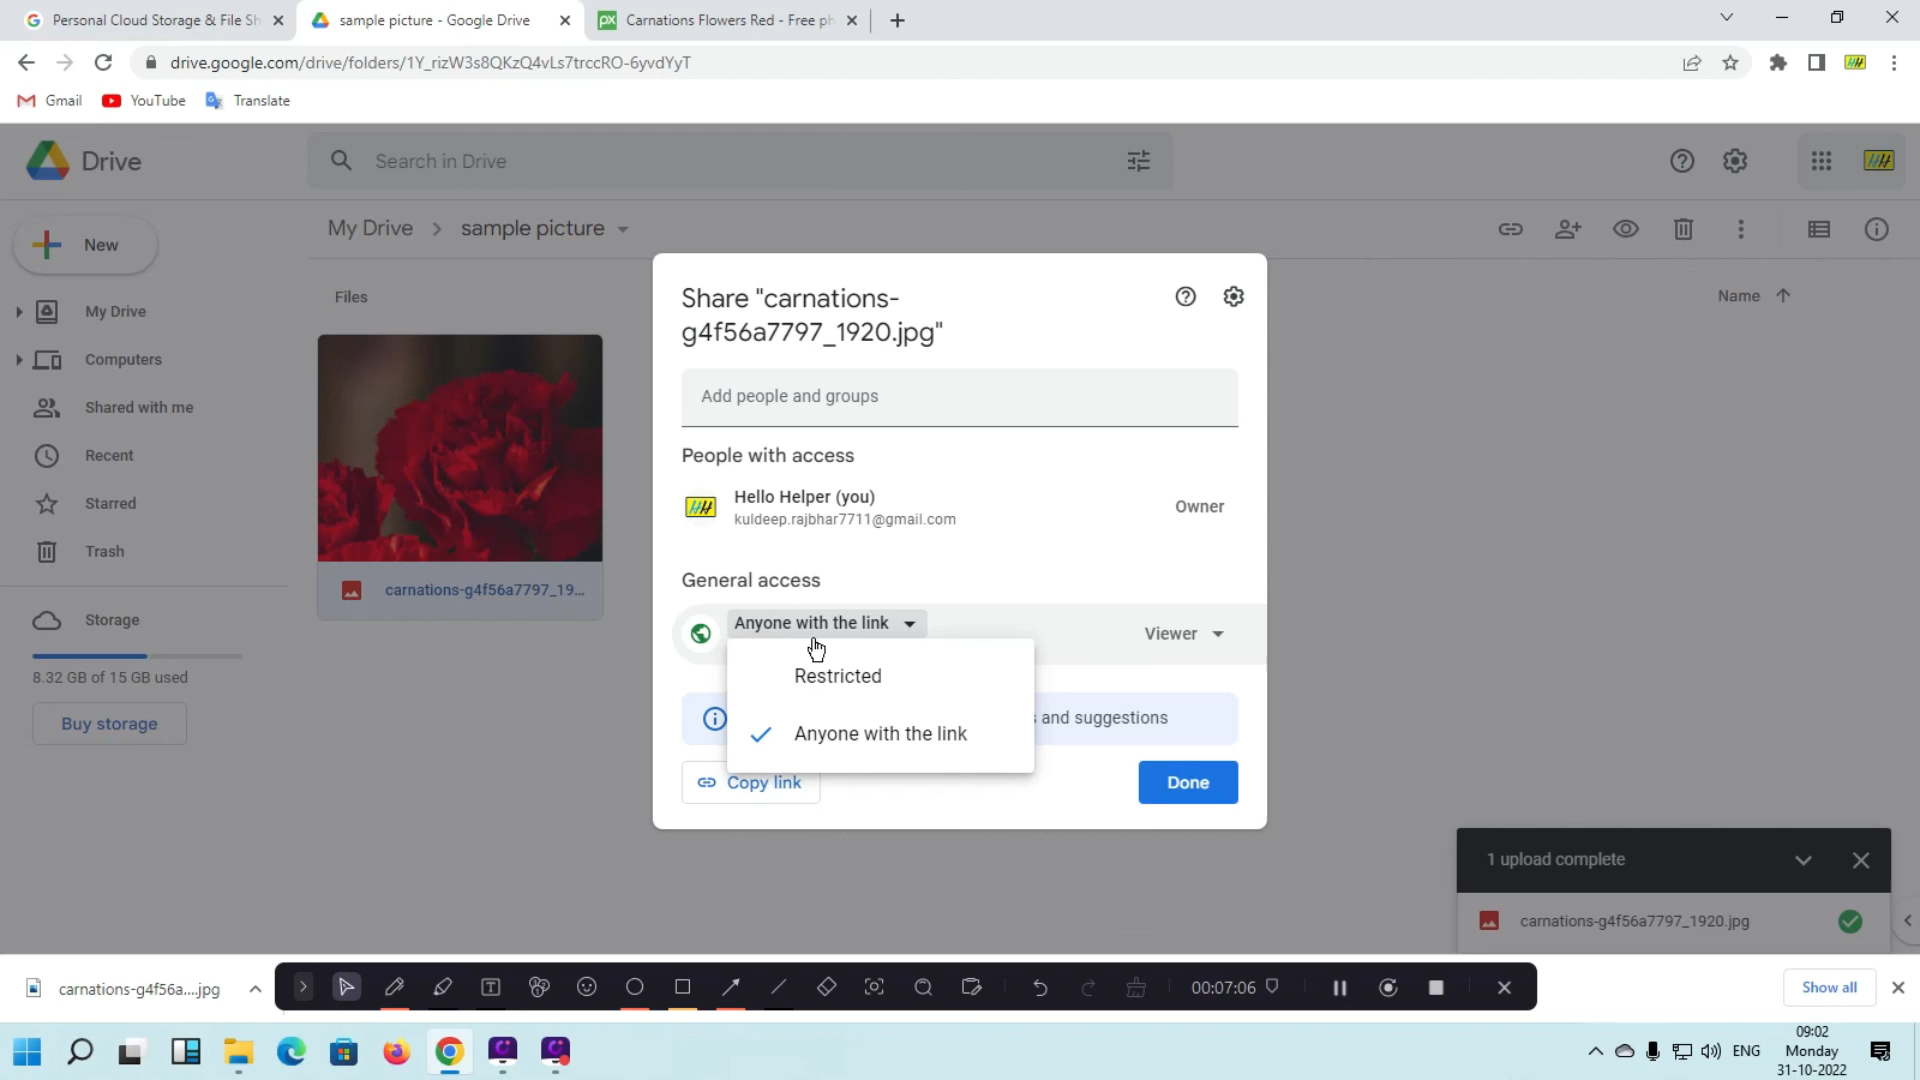 Personal Cloud Storage & File Sh
sample picture - Google Drive
Carnations Flowers Red - Free ph
drive.google.com/drive/folders/1Y_rizW3s8QKzQ4vLs7trccRO-6yvdYyT
Gmail
YouTube
Translate
Drive
Search in Drive
New
My Drive
sample picture
Files
Name
My Drive
Computers
Shared with me
Recent
Starred
Trash
Storage
8.32 GB of 15 GB used
Buy storage
carnations-g4f56a7797_19...
Share "carnations-
g4f56a7797_1920.jpg"
Add people and groups
People with access
Hello Helper (you)
kuldeep.rajbhar7711@gmail.com
Owner
General access
Anyone with the link
Viewer
Restricted
and suggestions
Anyone with the link
Copy link
Done
1 upload complete
carnations-g4f56a7797_1920.jpg
carnations-g4f56a....jpg
00:07:06
Show all
ENG
09:02
Monday
31-10-2022